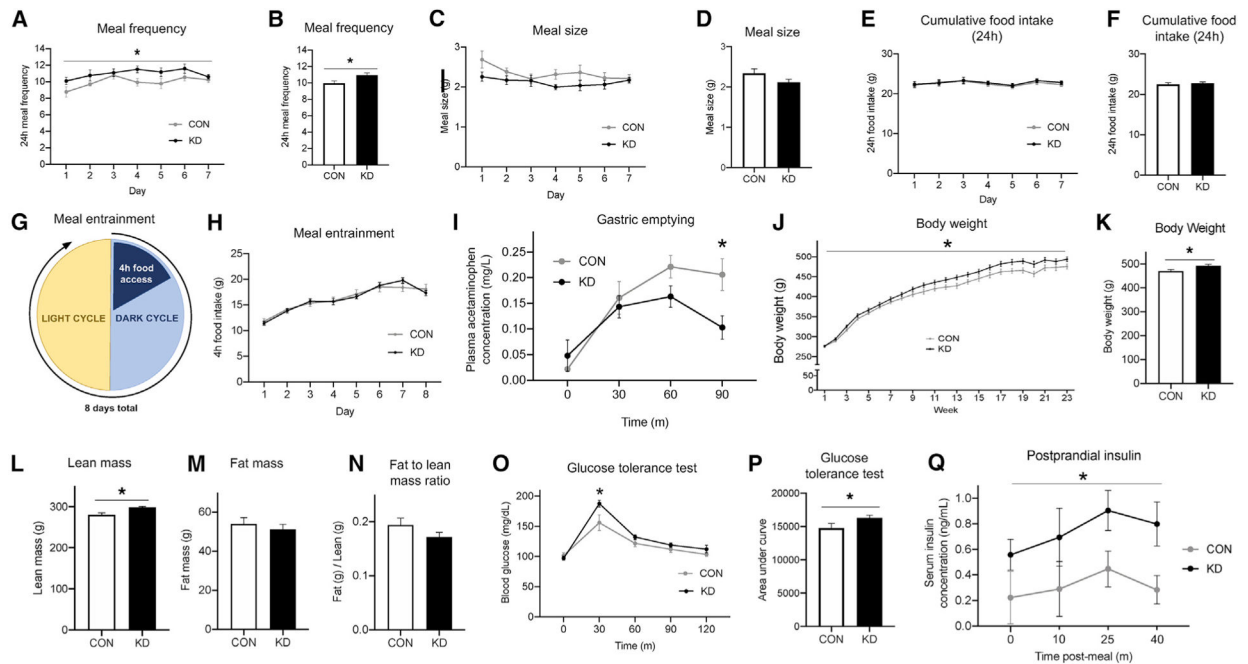 A
Meal frequency
24h meal frequency
14
12
10
8
6
4
2
0
*
CON
KD
1 2 3 4 5 6 7
Day
B
Meal frequency
24h meal frequency
14
12
10
8
6
4
2
0
*
CON KD
C
Meal size
Meal size (g)
3
2
1
0
CON
KD
1 2 3 4 5 6 7
Day
D
Meal size
Meal size (g)
3
2
1
0
CON KD
E
Cumulative food intake
(24h)
24h food intake (g)
30
20
10
0
CON
KD
1 2 3 4 5 6 7
Day
F
Cumulative food
intake (24h)
24h food intake (g)
30
20
10
0
CON KD
G
Meal entrainment
4h food
access
LIGHT CYCLE
DARK CYCLE
8 days total
H
Meal entrainment
4h food intake (g)
25
20
15
10
5
0
CON
KD
1 2 3 4 5 6 7 8
Day
I
Gastric emptying
Plasma acetaminophen
concentration (mg/L)
0.25
0.20
0.15
0.10
0.05
0.00
CON
KD
*
0 30 60 90
Time (m)
J
Body weight
Body weight (g)
500
450
400
350
300
250
50
0
*
CON
KD
1 3 5 7 9 11 13 15 17 19 21 23
Week
K
Body Weight
Body weight (g)
500
400
300
200
100
0
*
CON KD
L
Lean mass
Lean mass (g)
300
200
100
0
*
CON KD
M
Fat mass
Fat mass (g)
60
40
20
0
CON KD
N
Fat to lean
mass ratio
Fat (g) / Lean (g)
0.2
0.1
0.0
CON KD
O
Glucose tolerance test
Blood glucose (mg/dL)
200
150
100
50
0
*
CON
KD
0 30 60 90 120
Time (m)
P
Glucose
tolerance test
Area under curve
20000
15000
10000
5000
0
*
CON KD
Q
Postprandial insulin
Serum insulin
concentration (ng/mL)
1.0
0.8
0.6
0.4
0.2
0.0
*
CON
KD
0 10 25 40
Time post-meal (m)